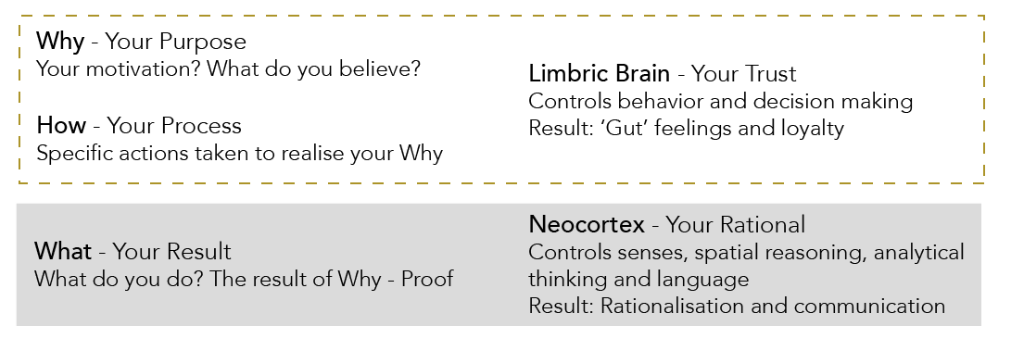 Why - Your Purpose
Your motivation? What do you believe?
How - Your Process
Specific actions taken to realise your Why
Limbric Brain - Your Trust
Controls behavior and decision making
Result: ‘Gut’ feelings and loyalty
What - Your Result
What do you do? The result of Why - Proof
Neocortex - Your Rational
Controls senses, spatial reasoning, analytical
thinking and language
Result: Rationalisation and communication